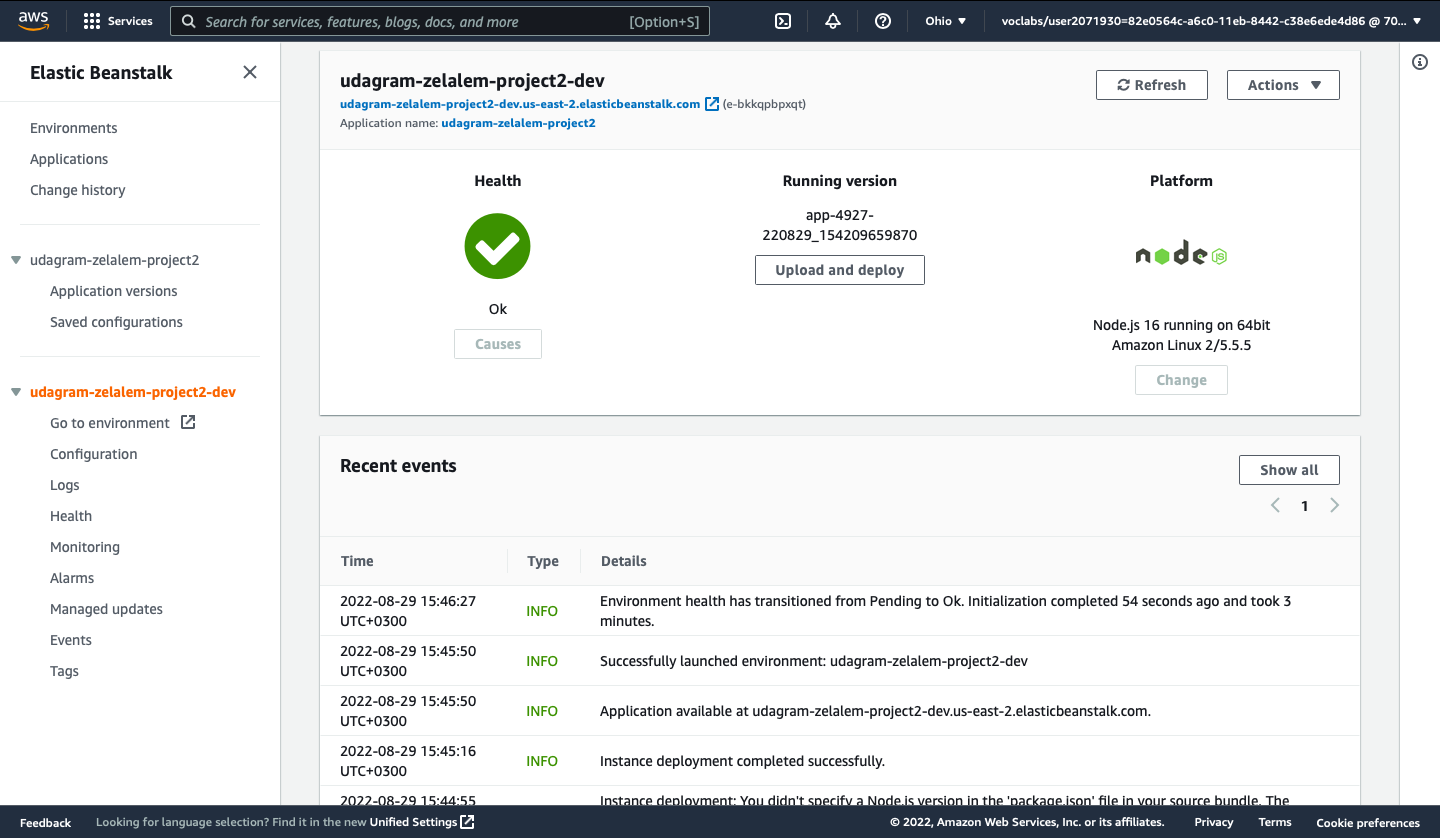 aws
Services
Search for services, features, blogs, docs, and more
[Option+S]
Ohio
voclabs/user2071930=82e0564c-a6c0-11eb-8442-c38e6ede4d86 @ 70...
Elastic Beanstalk
Environments
Applications
Change history
udagram-zelalem-project2
Application versions
Saved configurations
udagram-zelalem-project2-dev
Go to environment
Configuration
Logs
Health
Monitoring
Alarms
Managed updates
Events
Tags
udagram-zelalem-project2-dev
udagram-zelalem-project2-dev.us-east-2.elasticbeanstalk.com (e-bkkqpbpxqt)
Application name: udagram-zelalem-project2
Refresh
Actions
Health
Ok
Causes
Running version
app-4927-
220829_154209659870
Upload and deploy
Platform
node
JS
Node.js 16 running on 64bit
Amazon Linux 2/5.5.5
Change
Recent events
Show all
1
Time Type Details
2022-08-29 15:46:27
UTC+0300
INFO
Environment health has transitioned from Pending to Ok. Initialization completed 54 seconds ago and took 3
minutes.
2022-08-29 15:45:50
UTC+0300
INFO
Successfully launched environment: udagram-zelalem-project2-dev
2022-08-29 15:45:50
UTC+0300
INFO
Application available at udagram-zelalem-project2-dev.us-east-2.elasticbeanstalk.com.
2022-08-29 15:45:16
UTC+0300
INFO
Instance deployment completed successfully.
2022-08-29 15:44:55
Instance deployment: You didn't specify a Node.js version in the 'package.json' file in your source bundle. The
Feedback
Looking for language selection? Find it in the new Unified Settings
© 2022, Amazon Web Services, Inc. or its affiliates.
Privacy
Terms
Cookie preferences